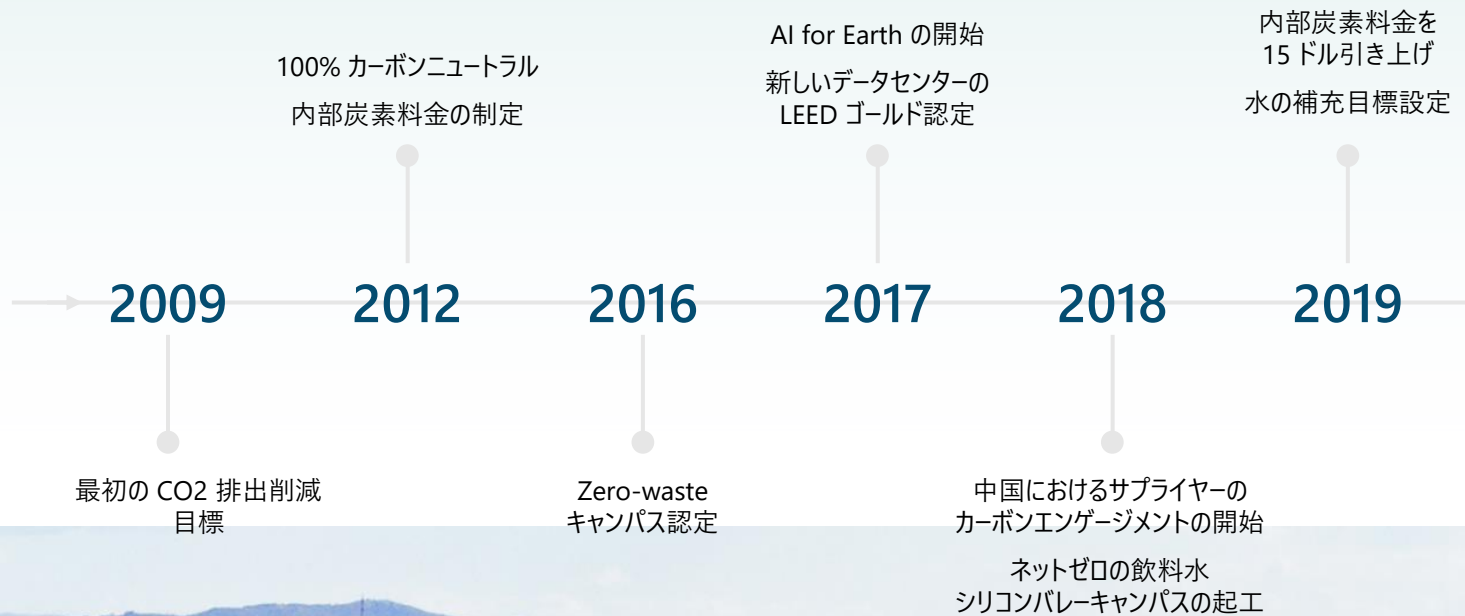 100% カーボンニュートラル
内部炭素料金の制定
AI for Earth の開始
新しいデータセンターの
LEED ゴールド認定
内部炭素料金を
15 ドル引き上げ
水の補充目標設定
2009
2012
2016
2017
2018
2019
最初の CO2 排出削減
目標
Zero-waste
キャンパス認定
中国におけるサプライヤーの
カーボンエンゲージメントの開始
ネットゼロの飲料水
シリコンバレーキャンパスの起工